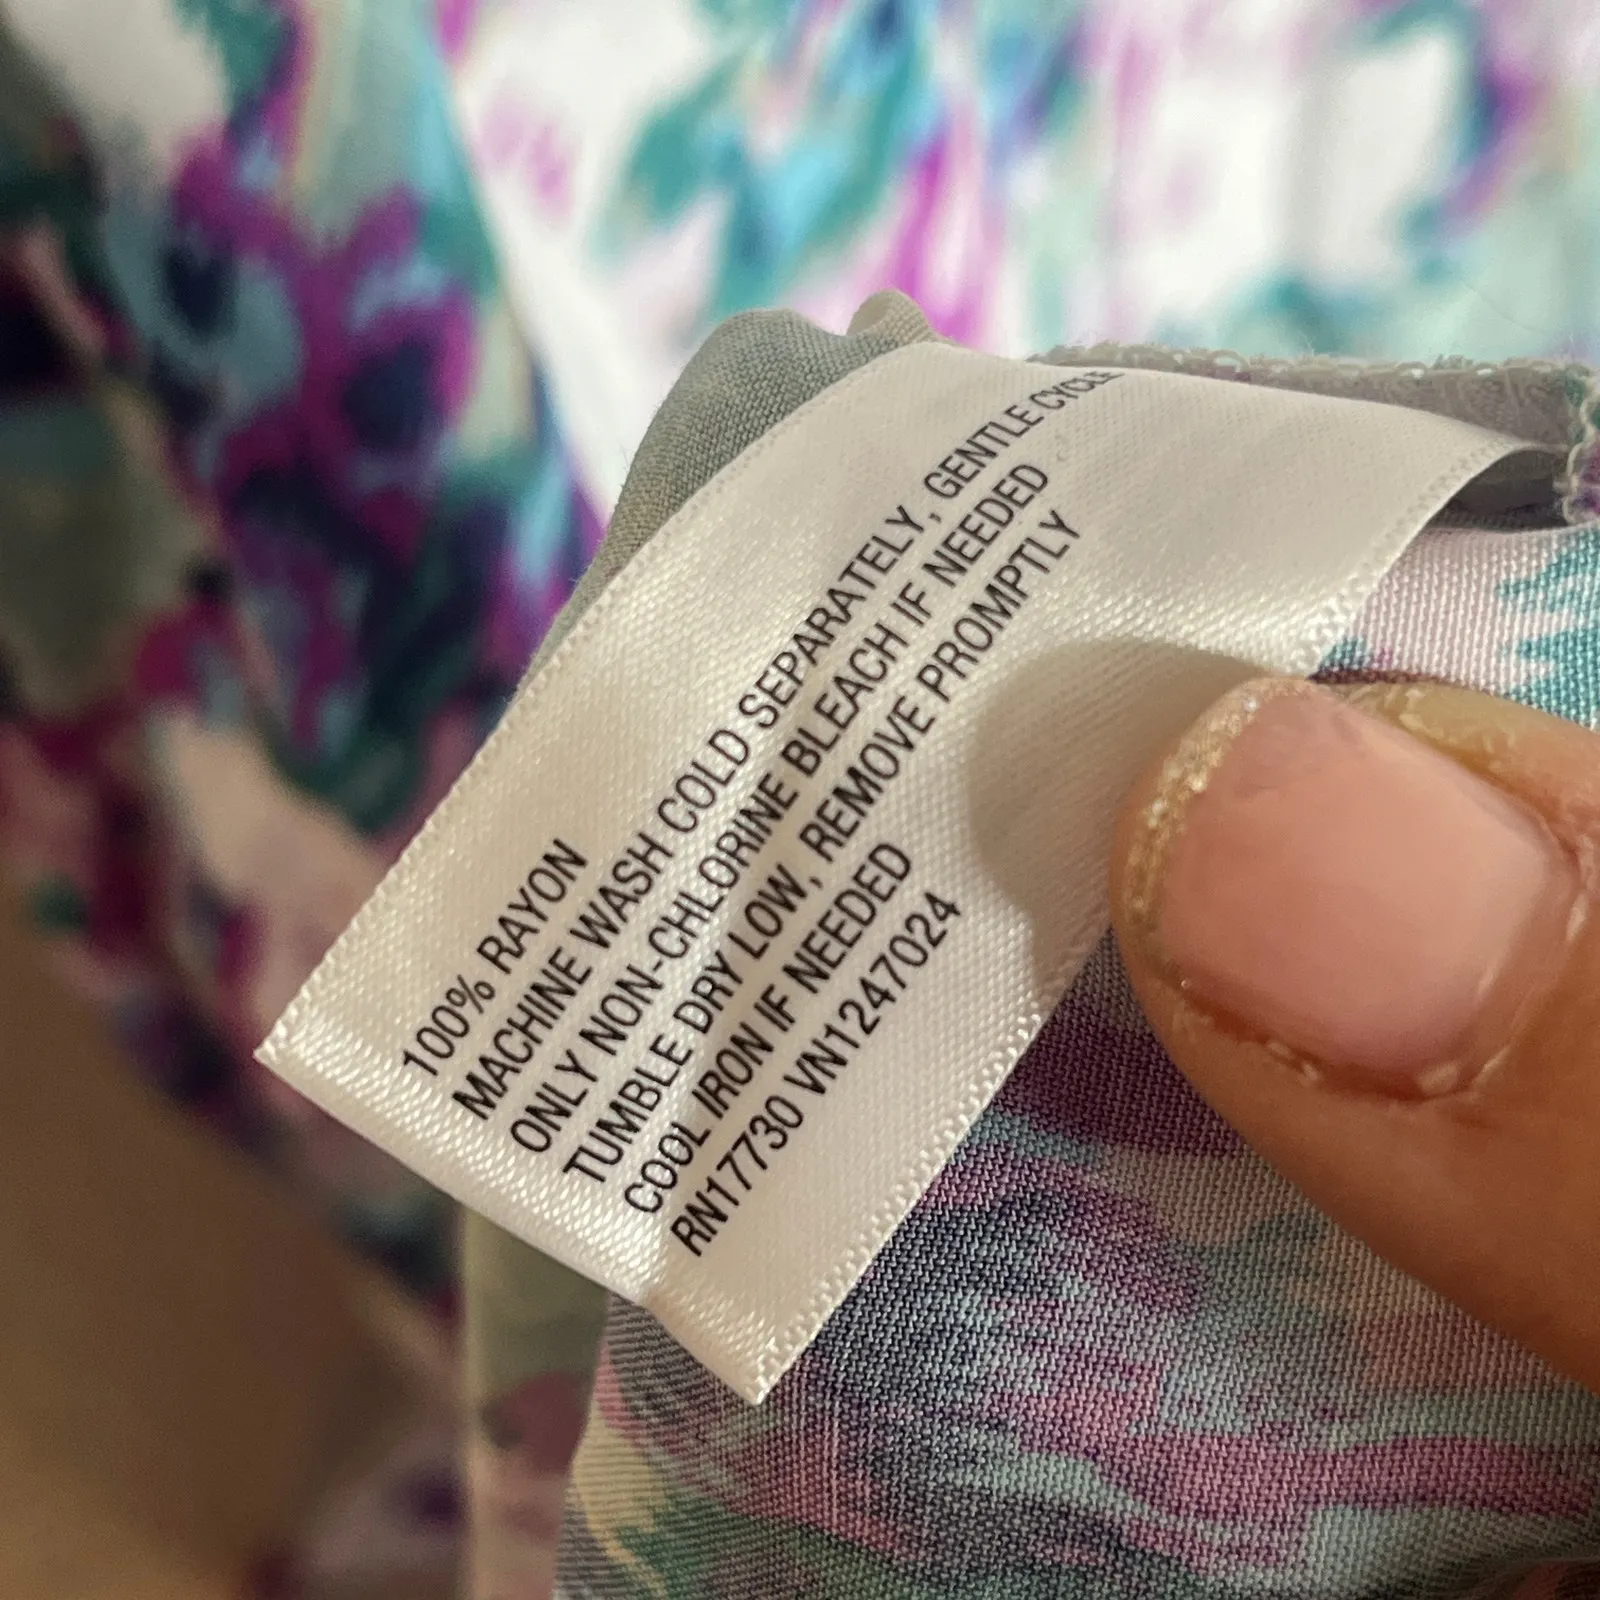 100% RAYON
MACHINE WASH COLD SEPARATELY, GENTLE CYCLE
ONLY NON-CHLORINE BLEACH IF NEEDED
TUMBLE DRY LOW, REMOVE PROMPTLY
COOL IRON IF NEEDED
RN17730 VN1247024